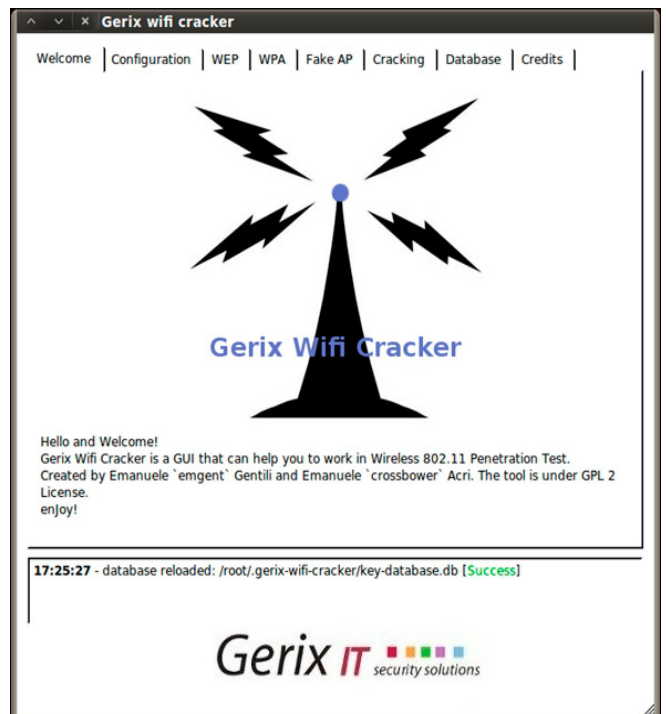 Gerix wifi cracker
Welcome Configuration WEP WPA Fake AP Cracking Database Credits
Gerix Wifi Cracker
Hello and Welcome!
Gerix Wifi Cracker is a GUI that can help you to work in Wireless 802.11 Penetration Test.
Created by Emanuele `emgent` Gentili and Emanuele `crossbower` Acri. The tool is under GPL 2
License.
enJoy!
17:25:27 - database reloaded: /root/.gerix-wifi-cracker/key-database.db [Success]
Gerix IT security solutions